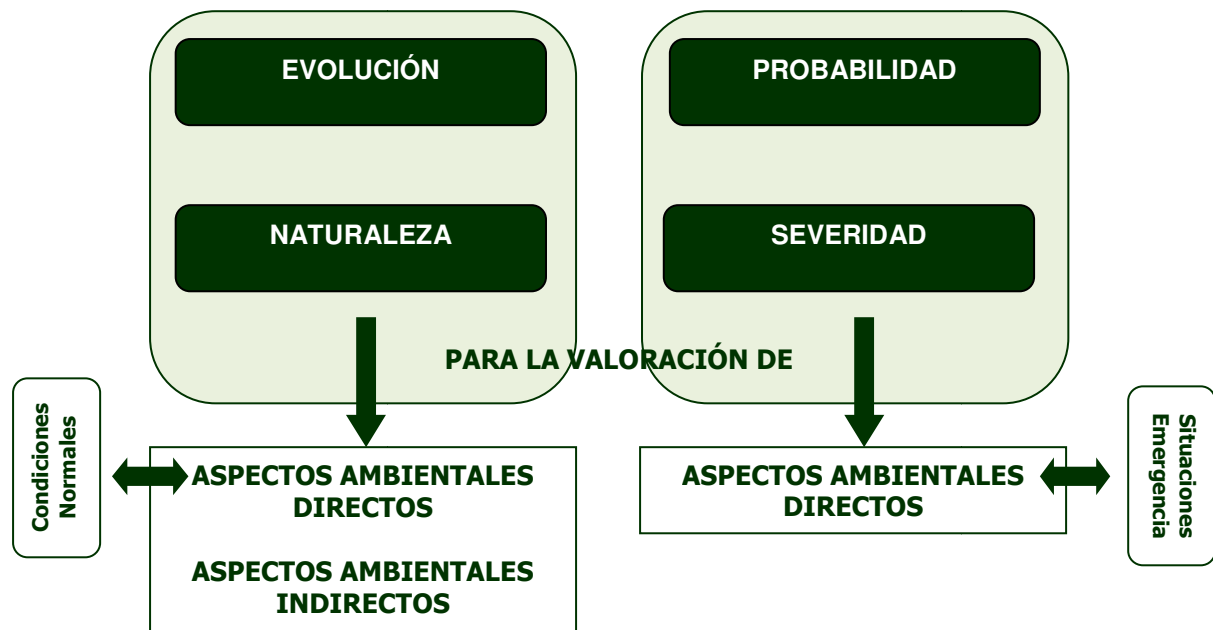 EVOLUCIÓN
PROBABILIDAD
NATURALEZA
SEVERIDAD
PARA LA VALORACIÓN DE
Condiciones
Normales
ASPECTOS AMBIENTALES
DIRECTOS
ASPECTOS AMBIENTALES
INDIRECTOS
ASPECTOS AMBIENTALES
DIRECTOS
Situaciones
Emergencia